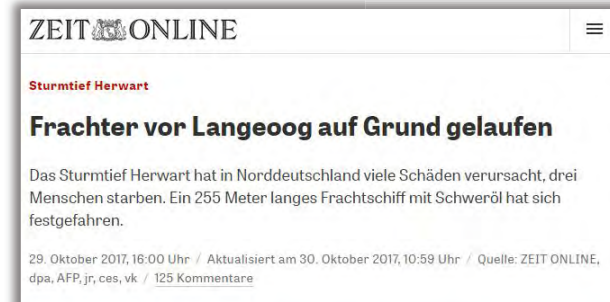 ZEIT ONLINE
Sturmtief Herwart
Frachter vor Langeoog auf Grund gelaufen
Das Sturmtief Herwart hat in Norddeutschland viele Schäden verursacht, drei
Menschen starben. Ein 255 Meter langes Frachtschiff mit Schweröl hat sich
festgefahren.
29. Oktober 2017, 16:00 Uhr / Aktualisiert am 30. Oktober 2017, 10:59 Uhr / Quelle: ZEIT ONLINE,
dpa, AFP, jr, ces, vk / 125 Kommentare